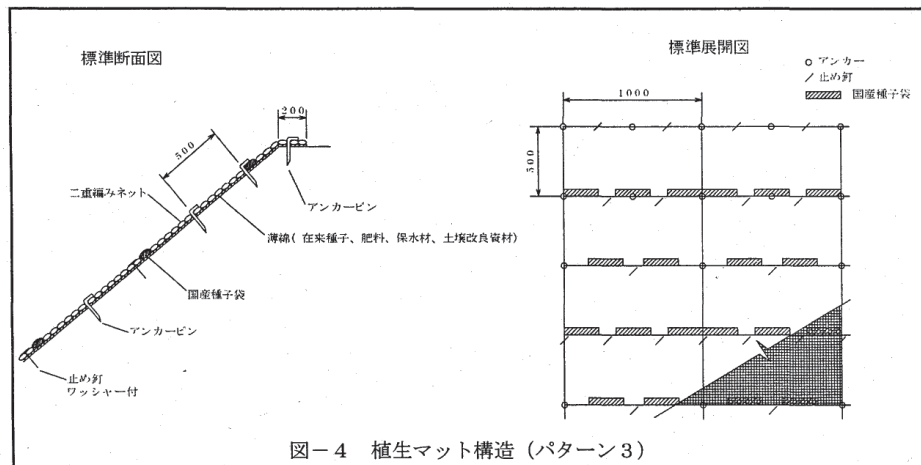 標準断面図
200
500
二重編みネット
アンカーピン
薄綿(在来種子、肥料、保水材、土壌改良資材)
国産種子袋
アンカーピン
止め釘
ワッシャー付
標準展開図
アンカー
止め釘
国産種子袋
1000
500
図-4 植生マット構造(パターン3)